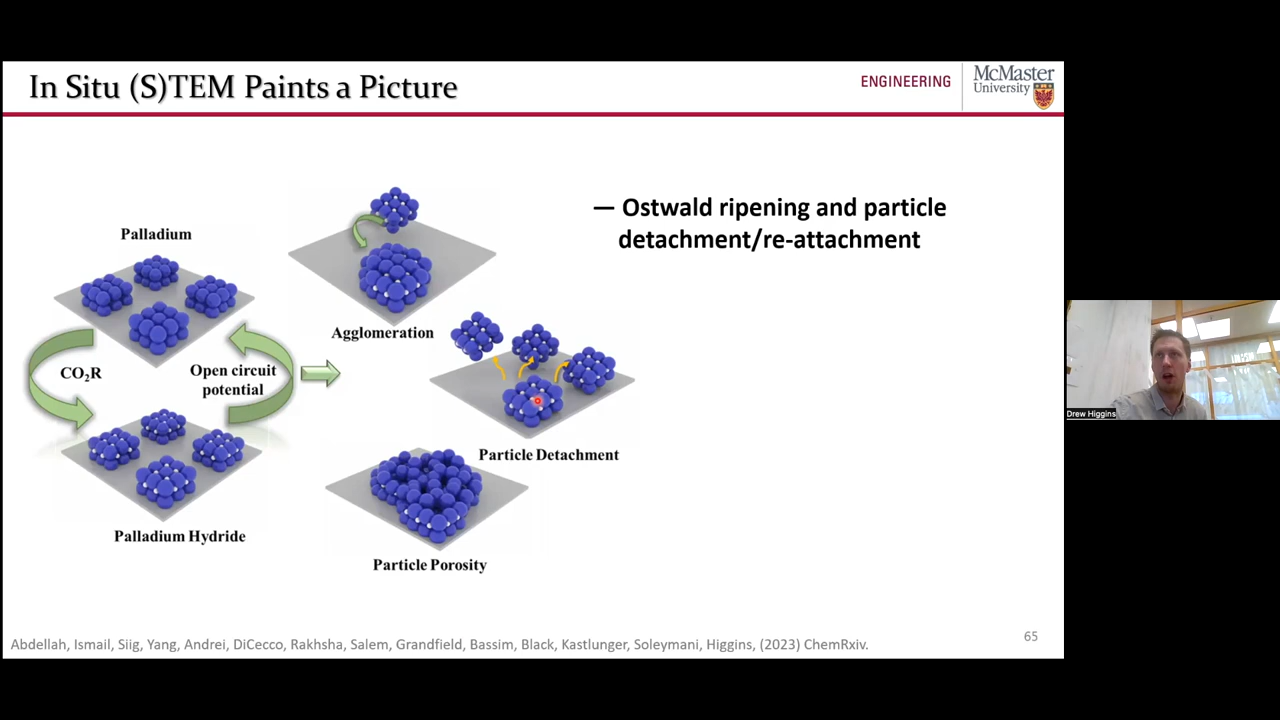 In Situ (S)TEM Paints a Picture
ENGINEERING
McMaster
University
— Ostwald ripening and particle
detachment/re-attachment
Palladium
Agglomeration
CO₂R
Open circuit
potential
Particle Detachment
Palladium Hydride
Particle Porosity
Drew Higgins
Abdellah, Ismail, Siig, Yang, Andrei, DiCecco, Rakhsha, Salem, Grandfield, Bassim, Black, Kastlunger, Soleymani, Higgins, (2023) ChemRxiv.
65